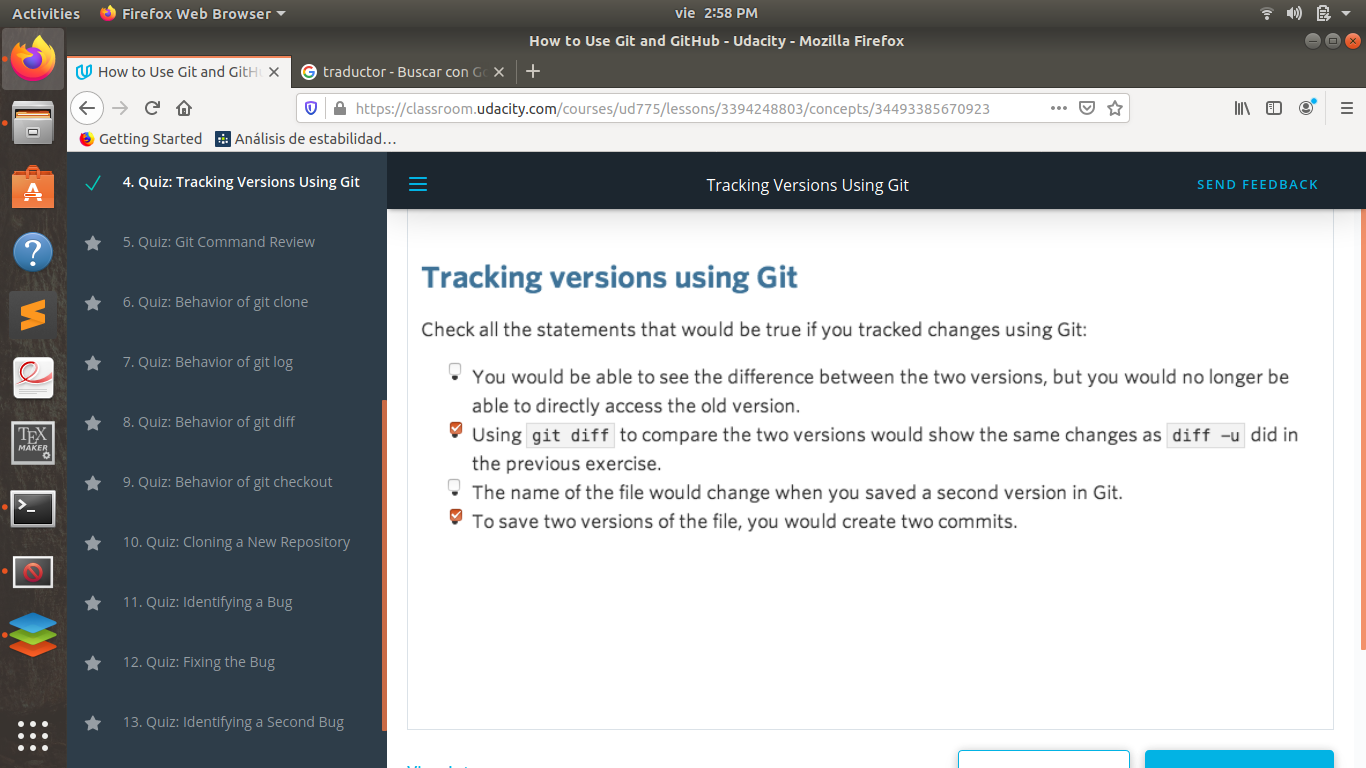 Activities
Firefox Web Browser
vie 2:58 PM
How to Use Git and GitHub - Udacity - Mozilla Firefox
How to Use Git and GitH
traductor - Buscar con G
https://classroom.udacity.com/courses/ud775/lessons/3394248803/concepts/34493385670923
Getting Started
Análisis de estabilidad...
4. Quiz: Tracking Versions Using Git
5. Quiz: Git Command Review
6. Quiz: Behavior of git clone
7. Quiz: Behavior of git log
8. Quiz: Behavior of git diff
9. Quiz: Behavior of git checkout
10. Quiz: Cloning a New Repository
11. Quiz: Identifying a Bug
12. Quiz: Fixing the Bug
13. Quiz: Identifying a Second Bug
TEX
MAKER
Tracking Versions Using Git
SEND FEEDBACK
Tracking versions using Git
Check all the statements that would be true if you tracked changes using Git:
You would be able to see the difference between the two versions, but you would no longer be
able to directly access the old version.
Using git diff to compare the two versions would show the same changes as diff -u did in
the previous exercise.
The name of the file would change when you saved a second version in Git.
To save two versions of the file, you would create two commits.